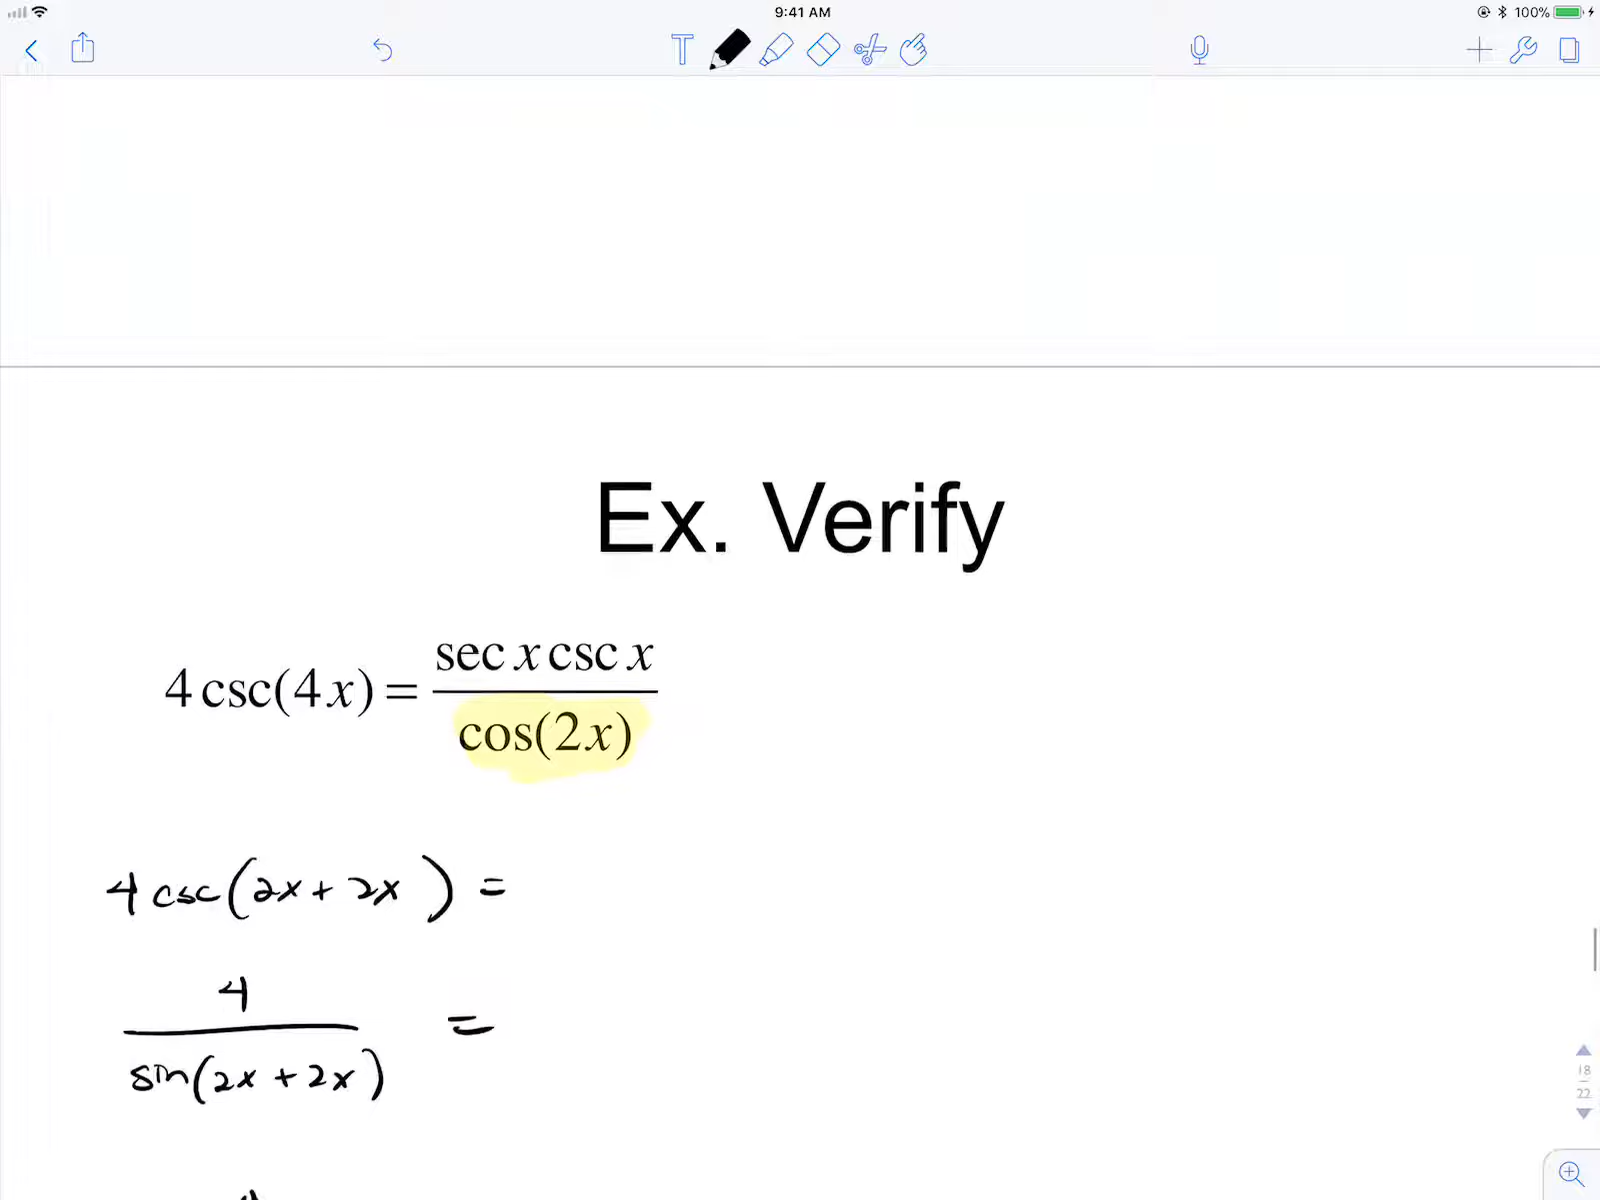 9:41 AM
100%
T
Ex. Verify
4 csc(4x) = sec x csc x / cos(2x)
4 csc(2x + 2x) =
4 / sin(2x + 2x) =
18
22